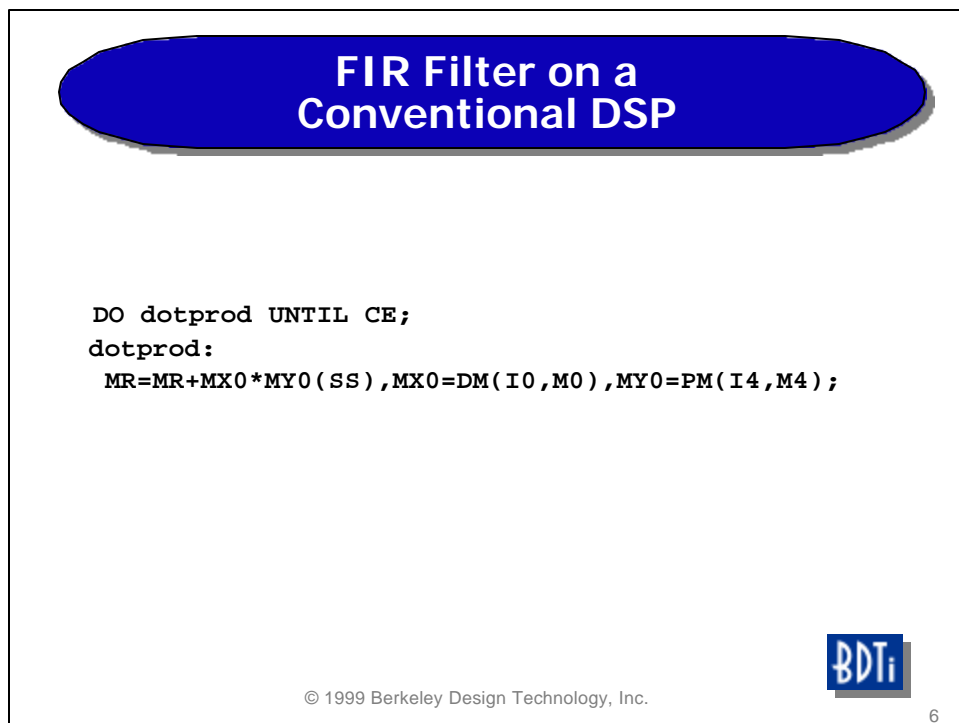 FIR Filter on a
Conventional DSP
DO dotprod UNTIL CE;
dotprod:
MR=MR+MX0*MY0(SS),MX0=DM(I0,M0),MY0=PM(I4,M4);
BDTi
© 1999 Berkeley Design Technology, Inc.
6